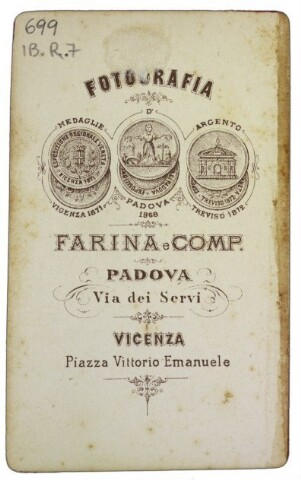 699
1B.R.7
FOTOGRAFIA
MEDAGLIE D' ARGENTO
VICENZA 1871
PADOVA
1868
TREVISO 1872
FARINA e COMP.
PADOVA
Via dei Servi
VICENZA
Piazza Vittorio Emanuele